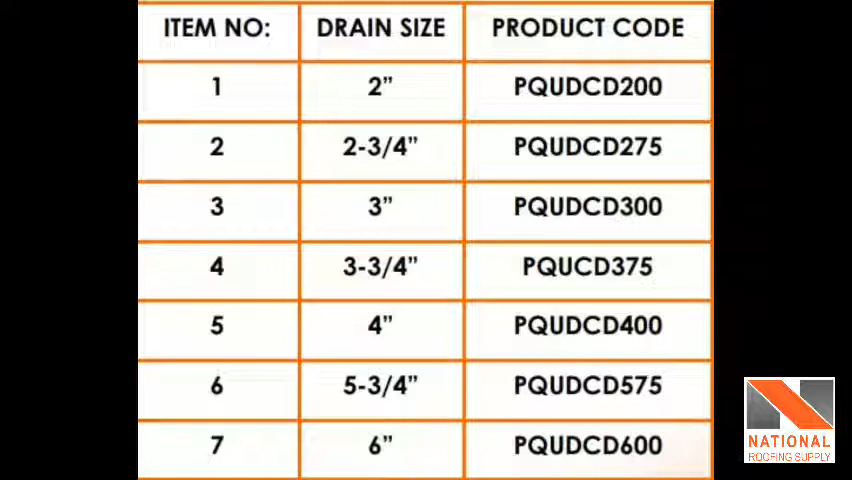 ITEM NO: DRAIN SIZE PRODUCT CODE
1 2” PQUDCD200
2 2-3/4” PQUDCD275
3 3” PQUDCD300
4 3-3/4” PQUCD375
5 4” PQUDCD400
6 5-3/4” PQUDCD575
7 6” PQUDCD600
NATIONAL
ROOFING SUPPLY